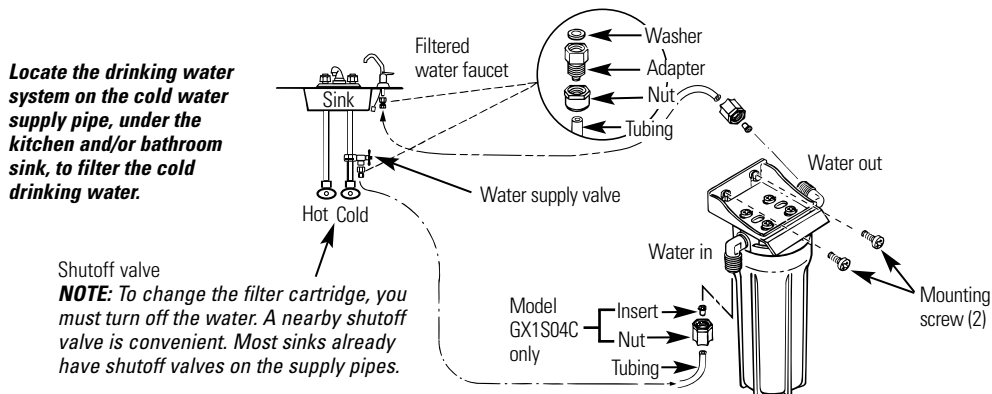 Locate the drinking water
system on the cold water
supply pipe, under the
kitchen and/or bathroom
sink, to filter the cold
drinking water.
Filtered
water faucet
Sink
Washer
Adapter
Nut
Tubing
Water out
Water supply valve
Hot Cold
Water in
Shutoff valve
NOTE: To change the filter cartridge, you
must turn off the water. A nearby shutoff
valve is convenient. Most sinks already
have shutoff valves on the supply pipes.
Model
GX1S04C
only
Insert
Nut
Tubing
Mounting
screw (2)